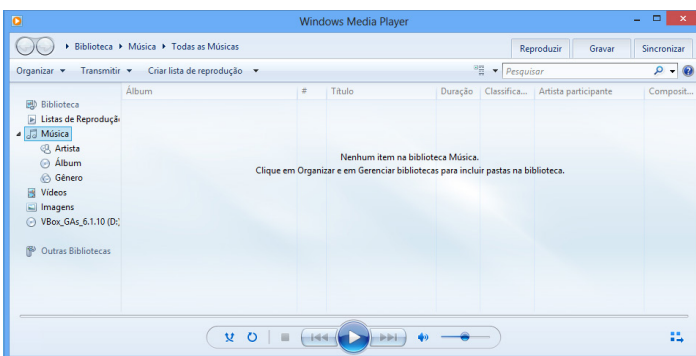 Windows Media Player
Biblioteca Música Todas as Músicas
Reproduzir Gravar Sincronizar
Organizar Transmitir Criar lista de reprodução Pesquisar
Álbum # Título Duração Classifica... Artista participante Composit...
Biblioteca
Listas de Reproduçã
Música
Artista
Álbum
Gênero
Vídeos
Imagens
VBox_GAs_6.1.10 (D:)
Outras Bibliotecas
Nenhum item na biblioteca Música.
Clique em Organizar e em Gerenciar bibliotecas para incluir pastas na biblioteca.